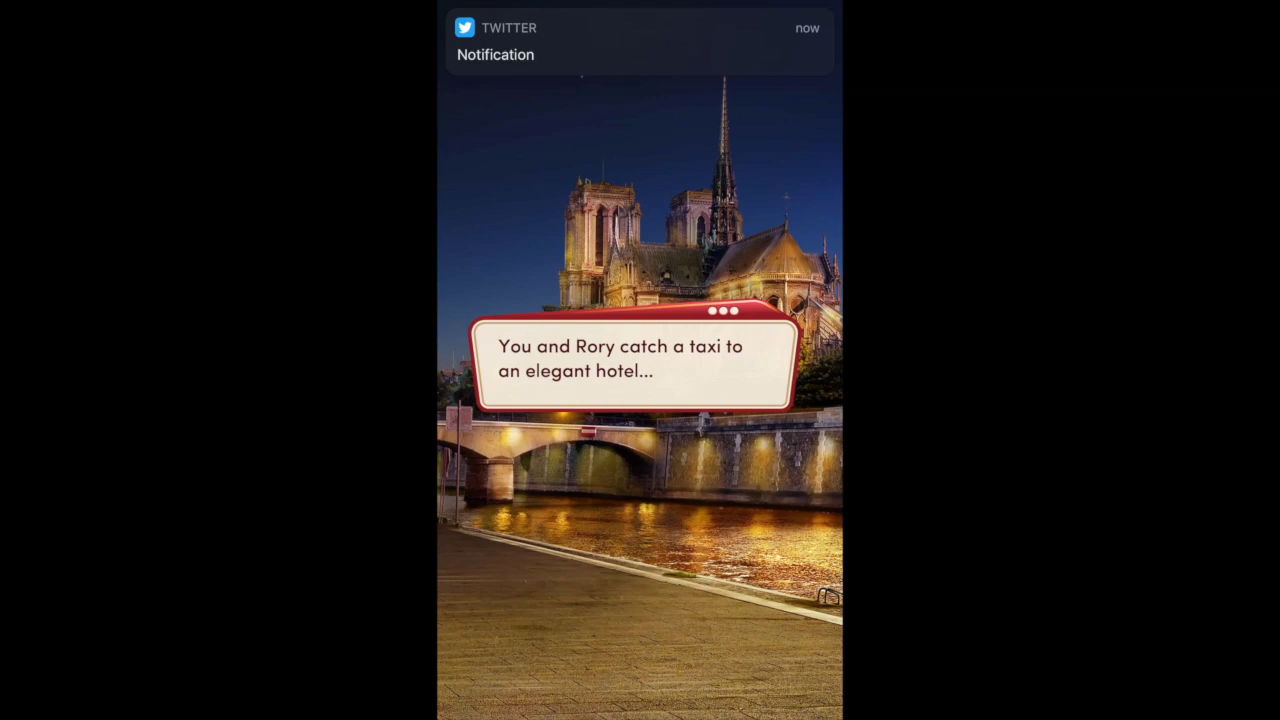 TWITTER now
Notification
You and Rory catch a taxi to
an elegant hotel...